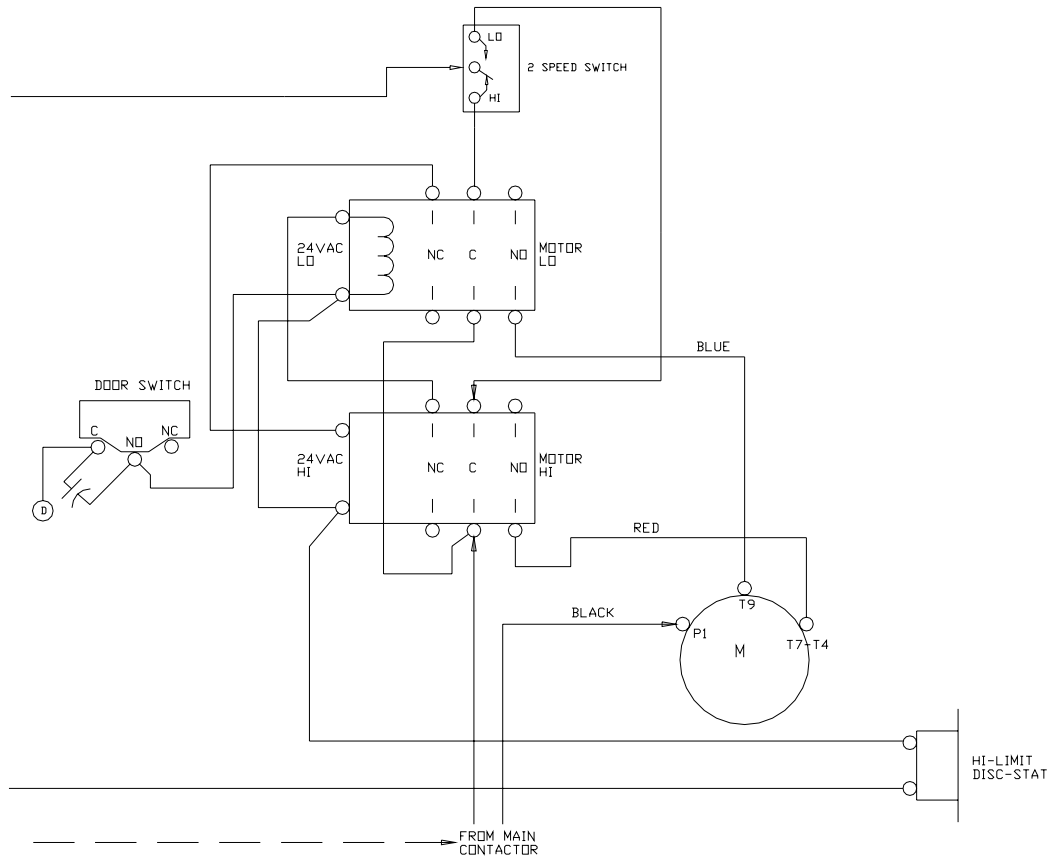 LO
2 SPEED SWITCH
HI
24VAC
LO
NC C NO
MOTOR
LO
BLUE
DOOR SWITCH
C
NO
NC
D
24VAC
HI
NC C NO
MOTOR
HI
RED
BLACK
T9
P1
T7-T4
M
HI-LIMIT
DISC-STAT
FROM MAIN
CONTACTOR